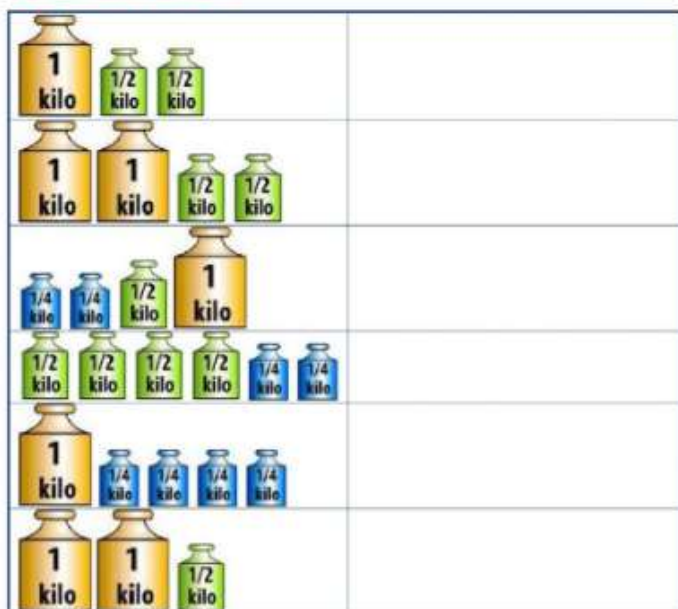 1 kilo 1/2 kilo 1/2 kilo
1 kilo 1 kilo 1/2 kilo 1/2 kilo
1/4 kilo 1/4 kilo 1/2 kilo 1 kilo
1/2 kilo 1/2 kilo 1/2 kilo 1/2 kilo 1/4 kilo 1/4 kilo
1 kilo 1/4 kilo 1/4 kilo 1/4 kilo 1/4 kilo
1 kilo 1 kilo 1/2 kilo